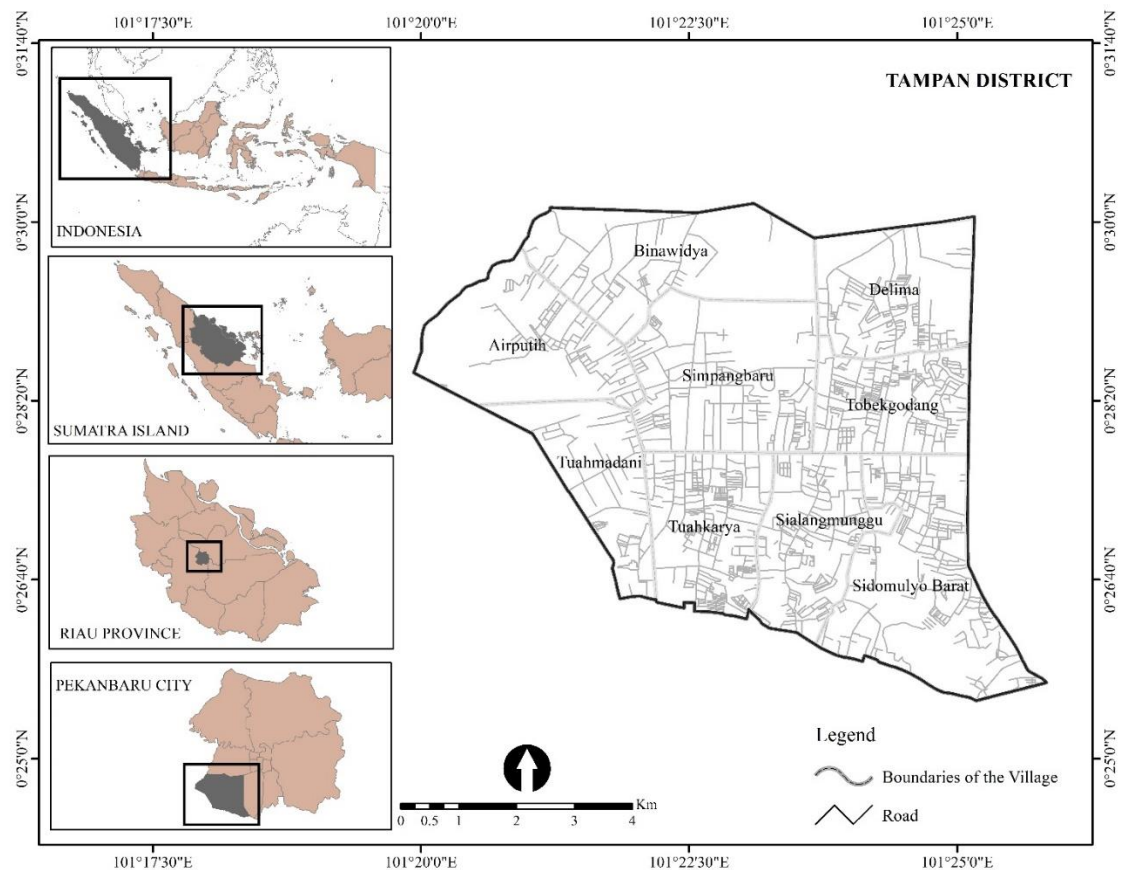 101°17'30"E 101°20'0"E 101°22'30"E 101°25'0"E
0°31'40"N
0°30'0"N
0°28'20"N
0°26'40"N
0°25'0"N
INDONESIA
SUMATRA ISLAND
RIAU PROVINCE
PEKANBARU CITY
TAMPAN DISTRICT
Binawidya
Delima
Airputih
Simpangbaru
Tobekgodang
Tuahmadani
Tuahkarya
Sialangmunggu
Sidomulyo Barat
Legend
Boundaries of the Village
Road
Km
0 0.5 1 2 3 4
0°31'40"N
0°30'0"N
0°28'20"N
0°26'40"N
0°25'0"N
101°17'30"E 101°20'0"E 101°22'30"E 101°25'0"E